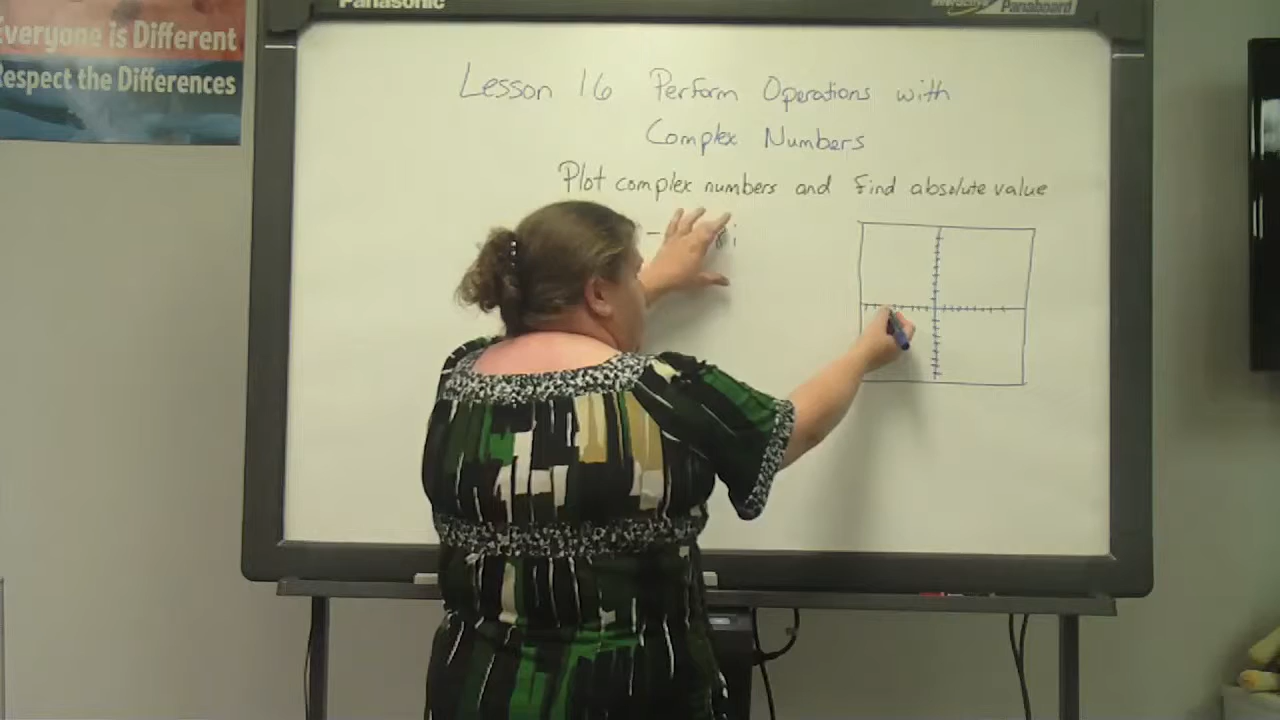 Panasonic
Panaboard
Everyone is Different
Respect the Differences
Lesson 16 Perform Operations with
Complex Numbers
Plot complex numbers and find absolute value